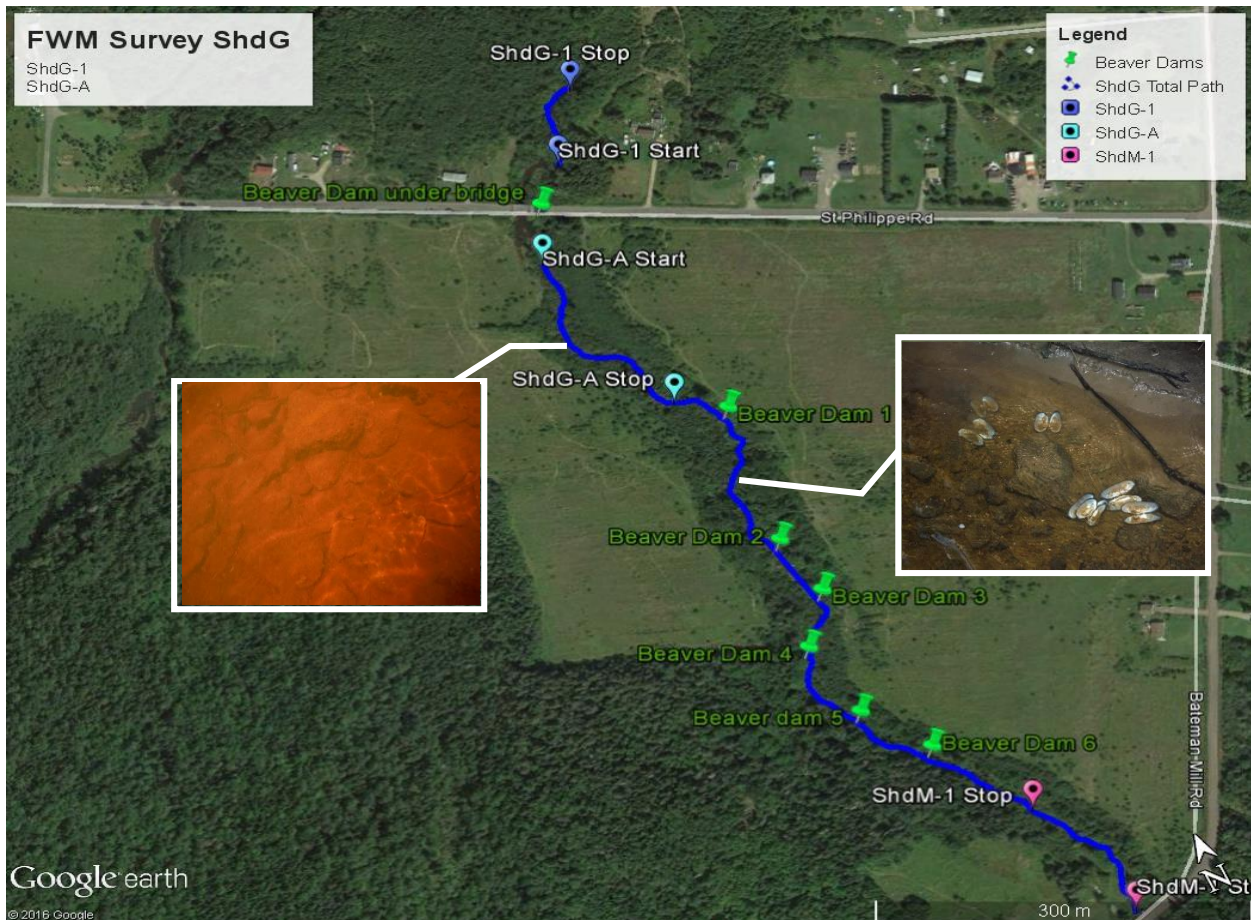 FWM Survey ShdG
ShdG-1
ShdG-A
Legend
Beaver Dams
ShdG Total Path
ShdG-1
ShdG-A
ShdM-1
ShdG-1 Stop
ShdG-1 Start
Beaver Dam under bridge
St Philippe Rd
ShdG-A Start
ShdG-A Stop
Beaver Dam 1
Beaver Dam 2
Beaver Dam 3
Beaver Dam 4
Beaver dam 5
Beaver Dam 6
Bateman-Mill Rd
ShdM-1 Stop
ShdM-1 St
N
Google earth
© 2016 Google
300 m